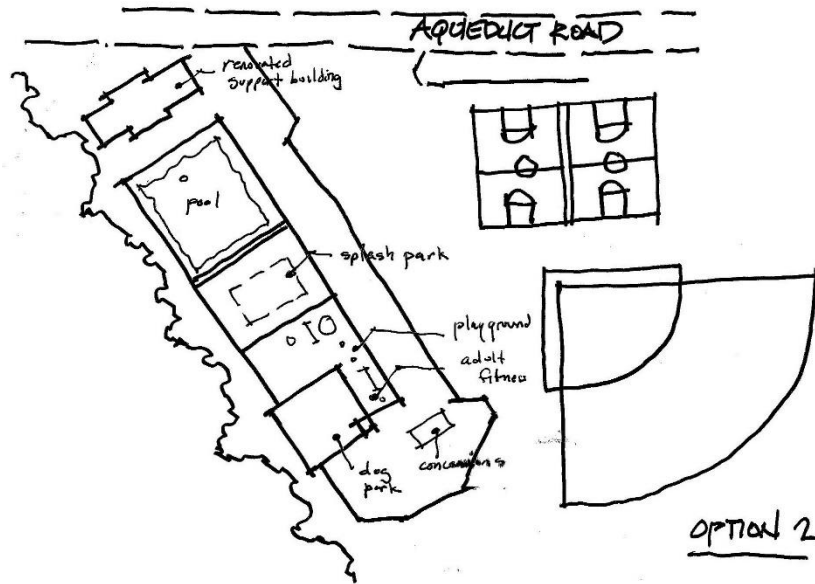 AQUEDUCT ROAD
renovated
support building
pool
splash park
playground
adult
fitness
dog
park
concessions
OPTION 2